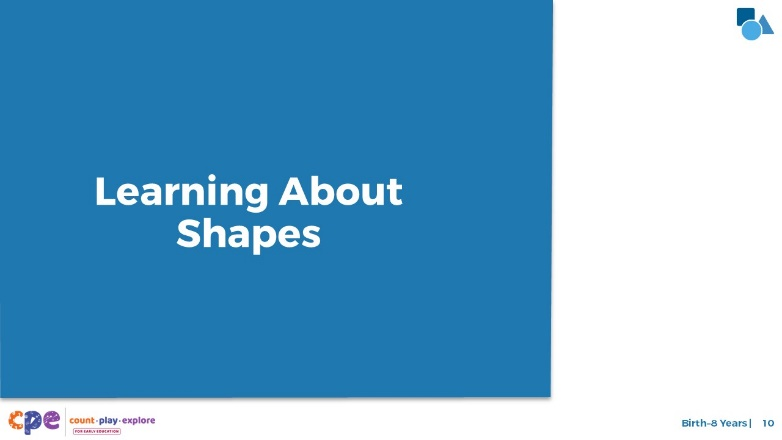 Learning About
Shapes
cpe
count·play·explore
FOR EARLY EDUCATION
Birth–8 Years| 10